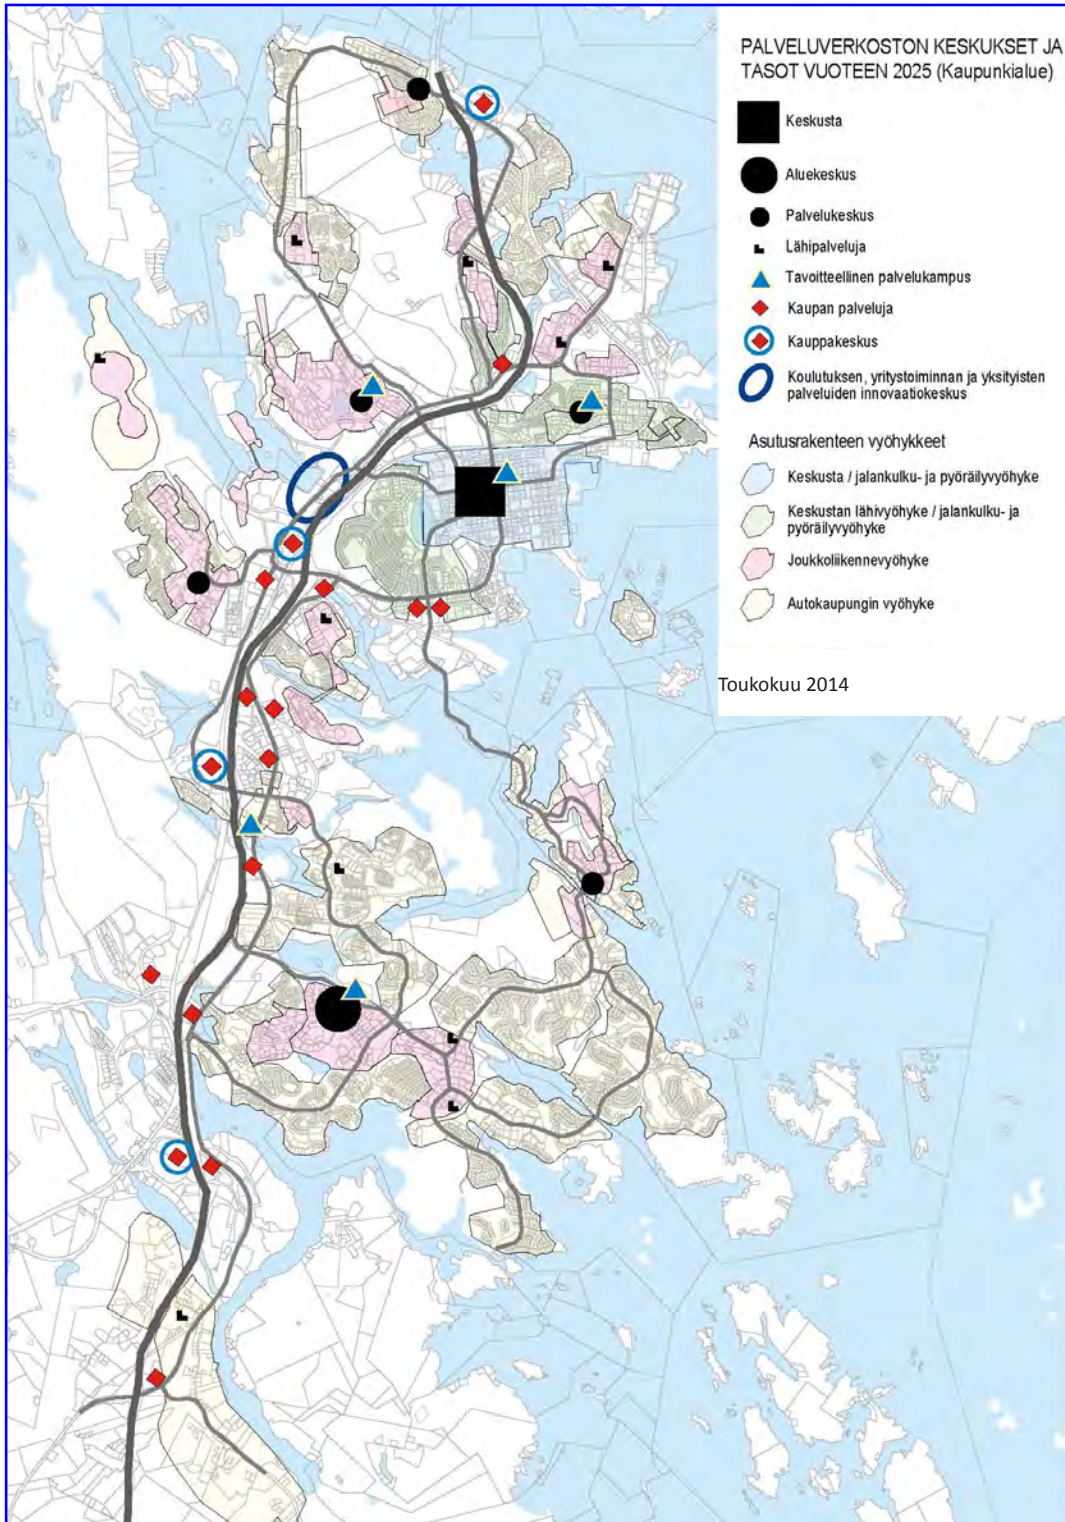 PALVELUVERKOSTON KESKUKSET JA
TASOT VUOTEEN 2025 (Kaupunkialue)
Keskusta
Aluekeskus
Palvelukeskus
Lähipalveluja
Tavoitteellinen palvelukampus
Kaupan palveluja
Kauppakeskus
Koulutuksen, yritystoiminnan ja yksityisten
palveluiden innovaatiokeskus
Asutusrakenteen vyöhykkeet
Keskusta / jalankulku- ja pyöräilyvyöhyke
Keskustan lähivyöhyke / jalankulku- ja
pyöräilyvyöhyke
Joukkoliikennevyöhyke
Autokaupungin vyöhyke
Toukokuu 2014